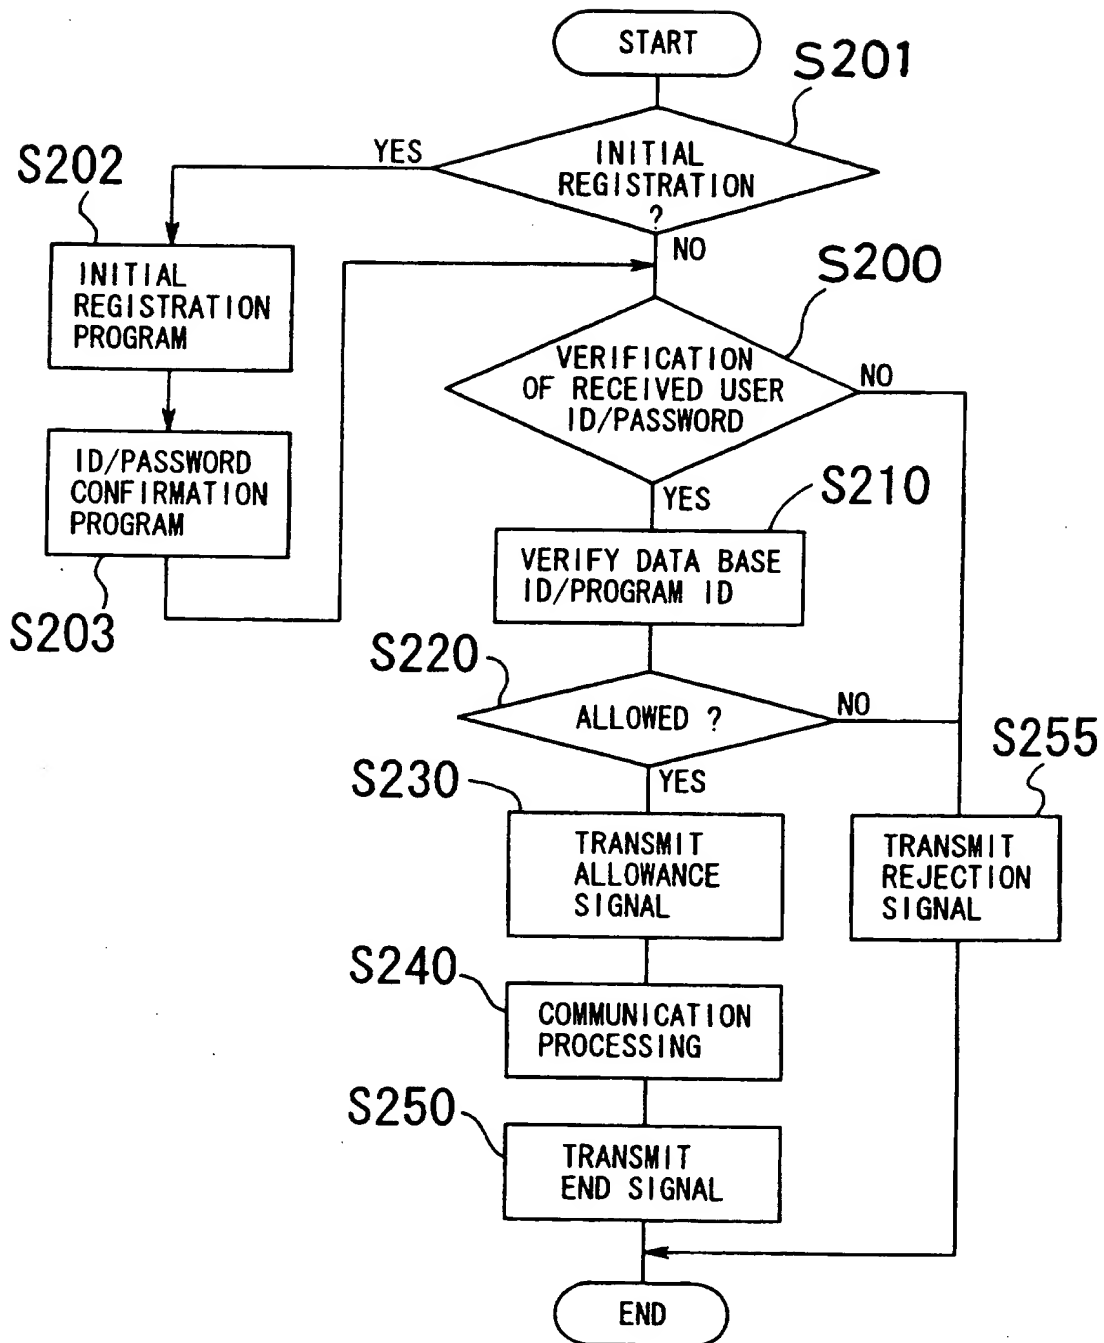 START
S201
INITIAL
REGISTRATION
?
YES
NO
S202
INITIAL
REGISTRATION
PROGRAM
ID/PASSWORD
CONFIRMATION
PROGRAM
S203
S200
VERIFICATION
OF RECEIVED USER
ID/PASSWORD
NO
YES
S210
VERIFY DATA BASE
ID/PROGRAM ID
S220
ALLOWED ?
NO
YES
S230
TRANSMIT
ALLOWANCE
SIGNAL
S255
TRANSMIT
REJECTION
SIGNAL
S240
COMMUNICATION
PROCESSING
S250
TRANSMIT
END SIGNAL
END